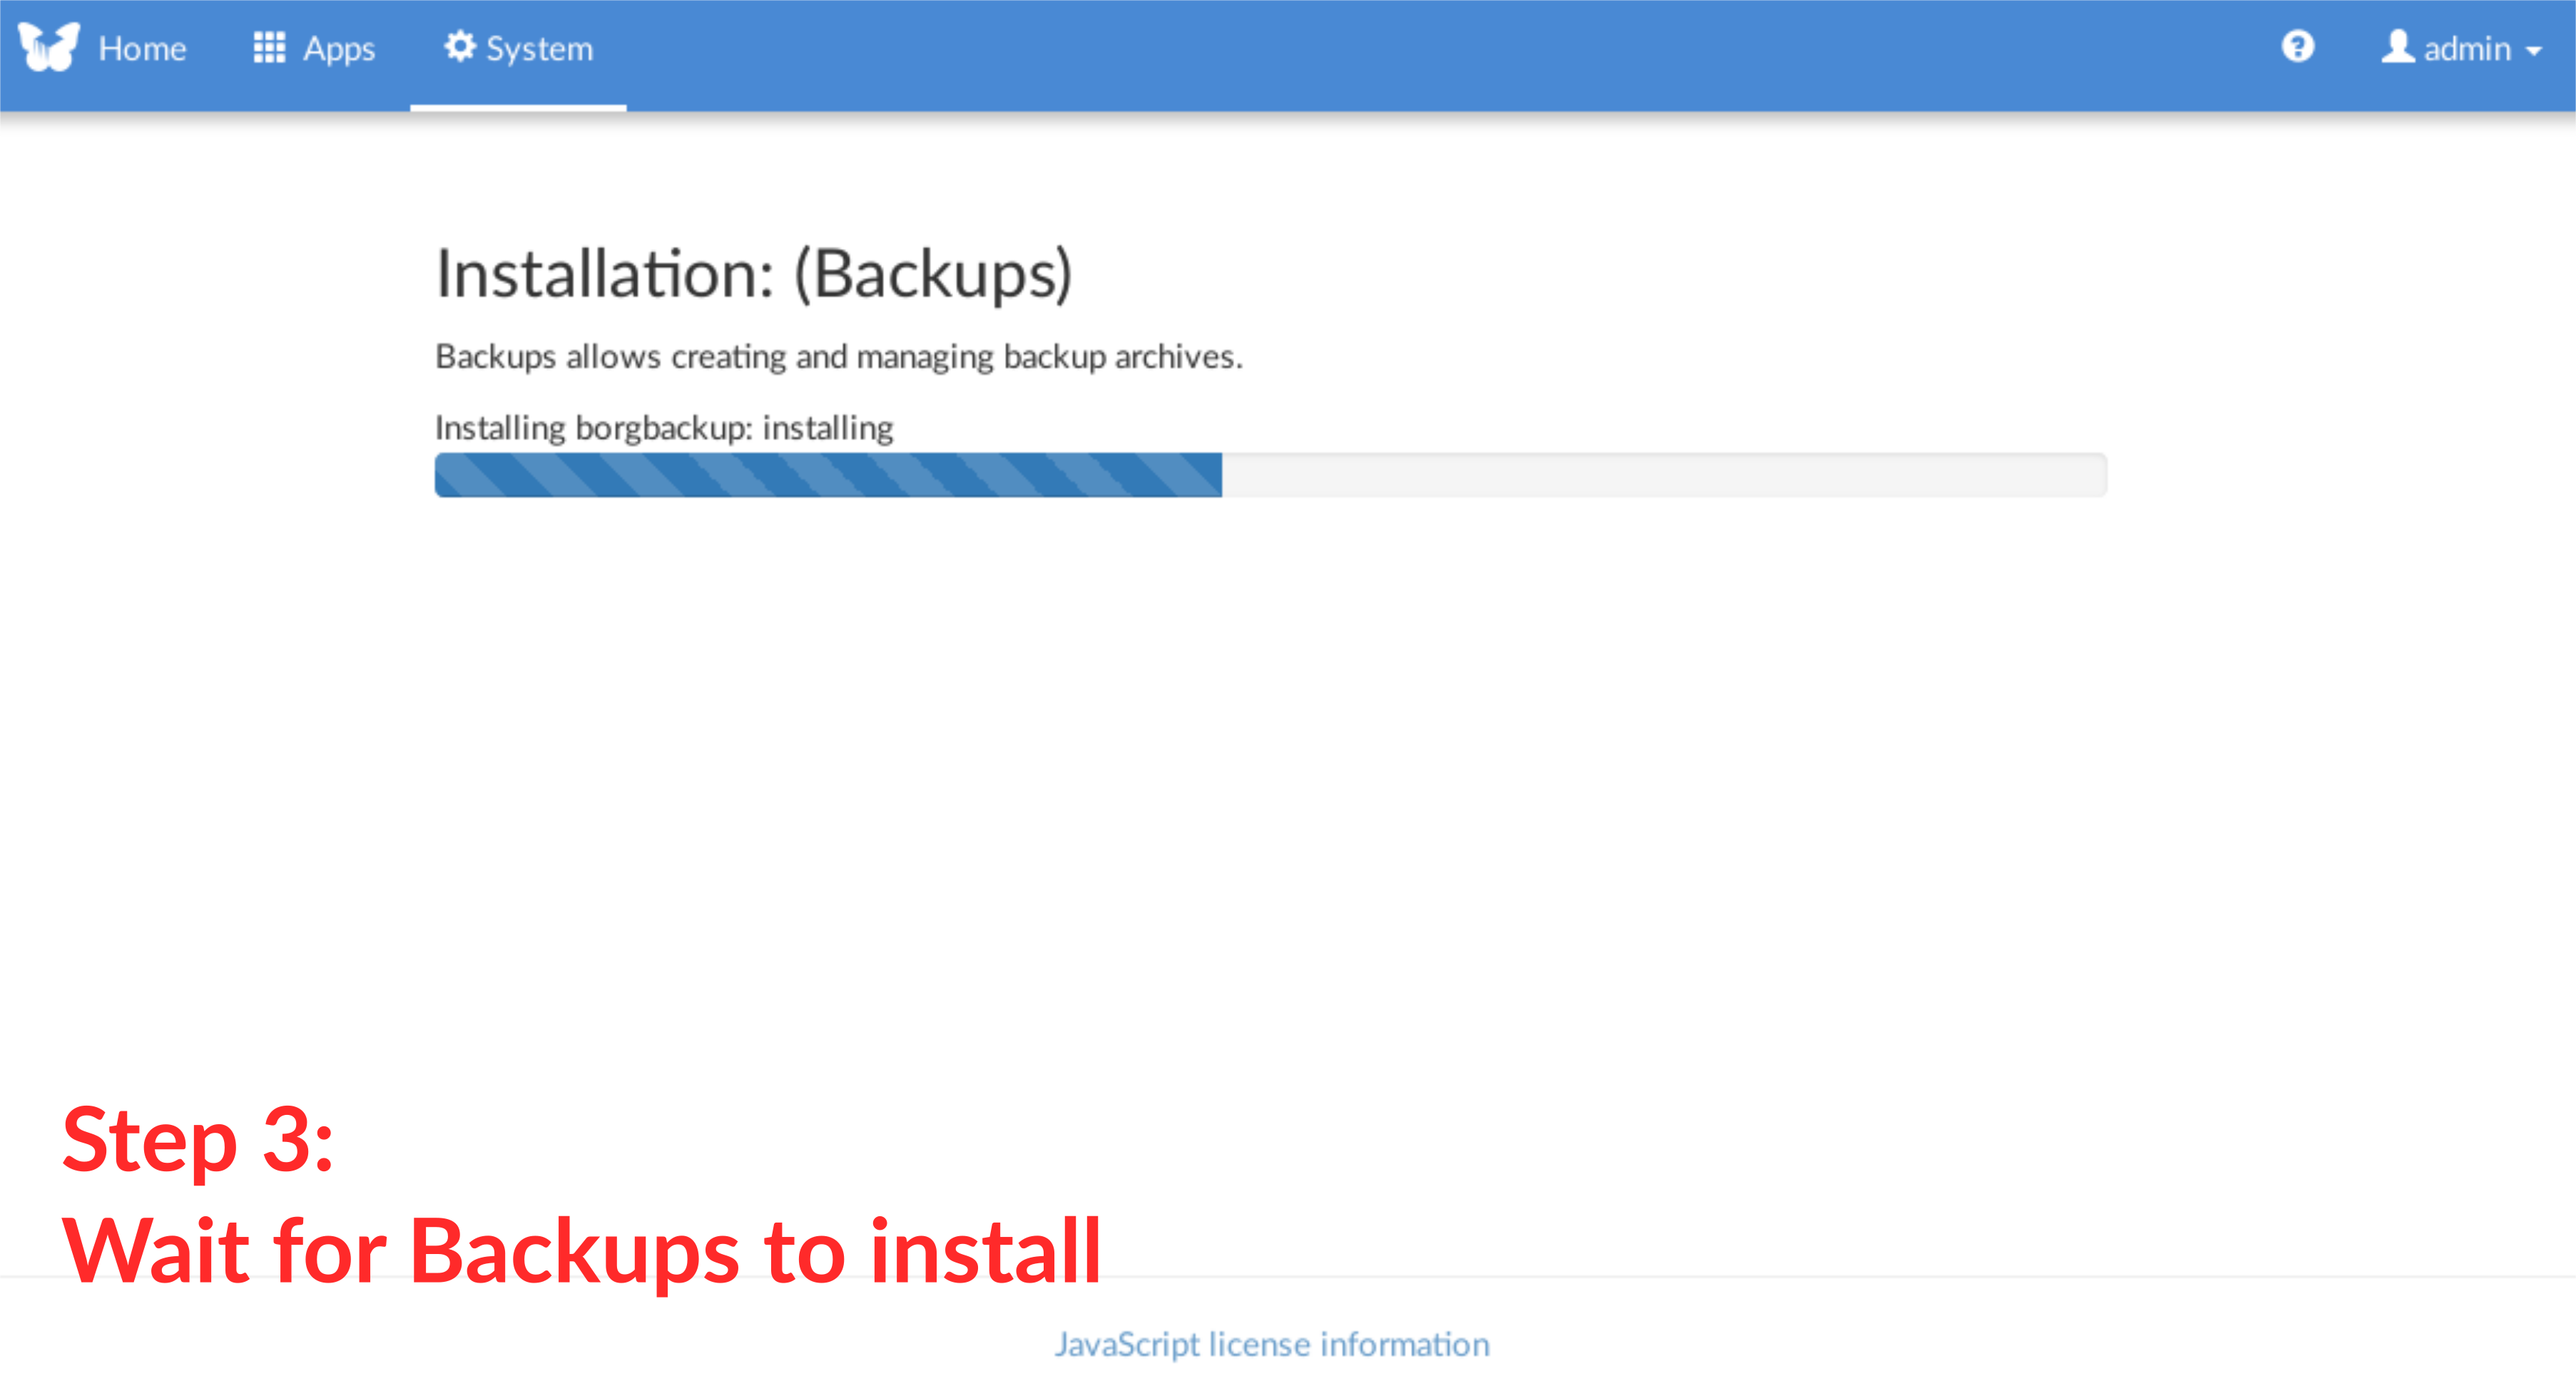 Home Apps System admin
Installation: (Backups)
Backups allows creating and managing backup archives.
Installing borgbackup: installing
Step 3:
Wait for Backups to install
JavaScript license information